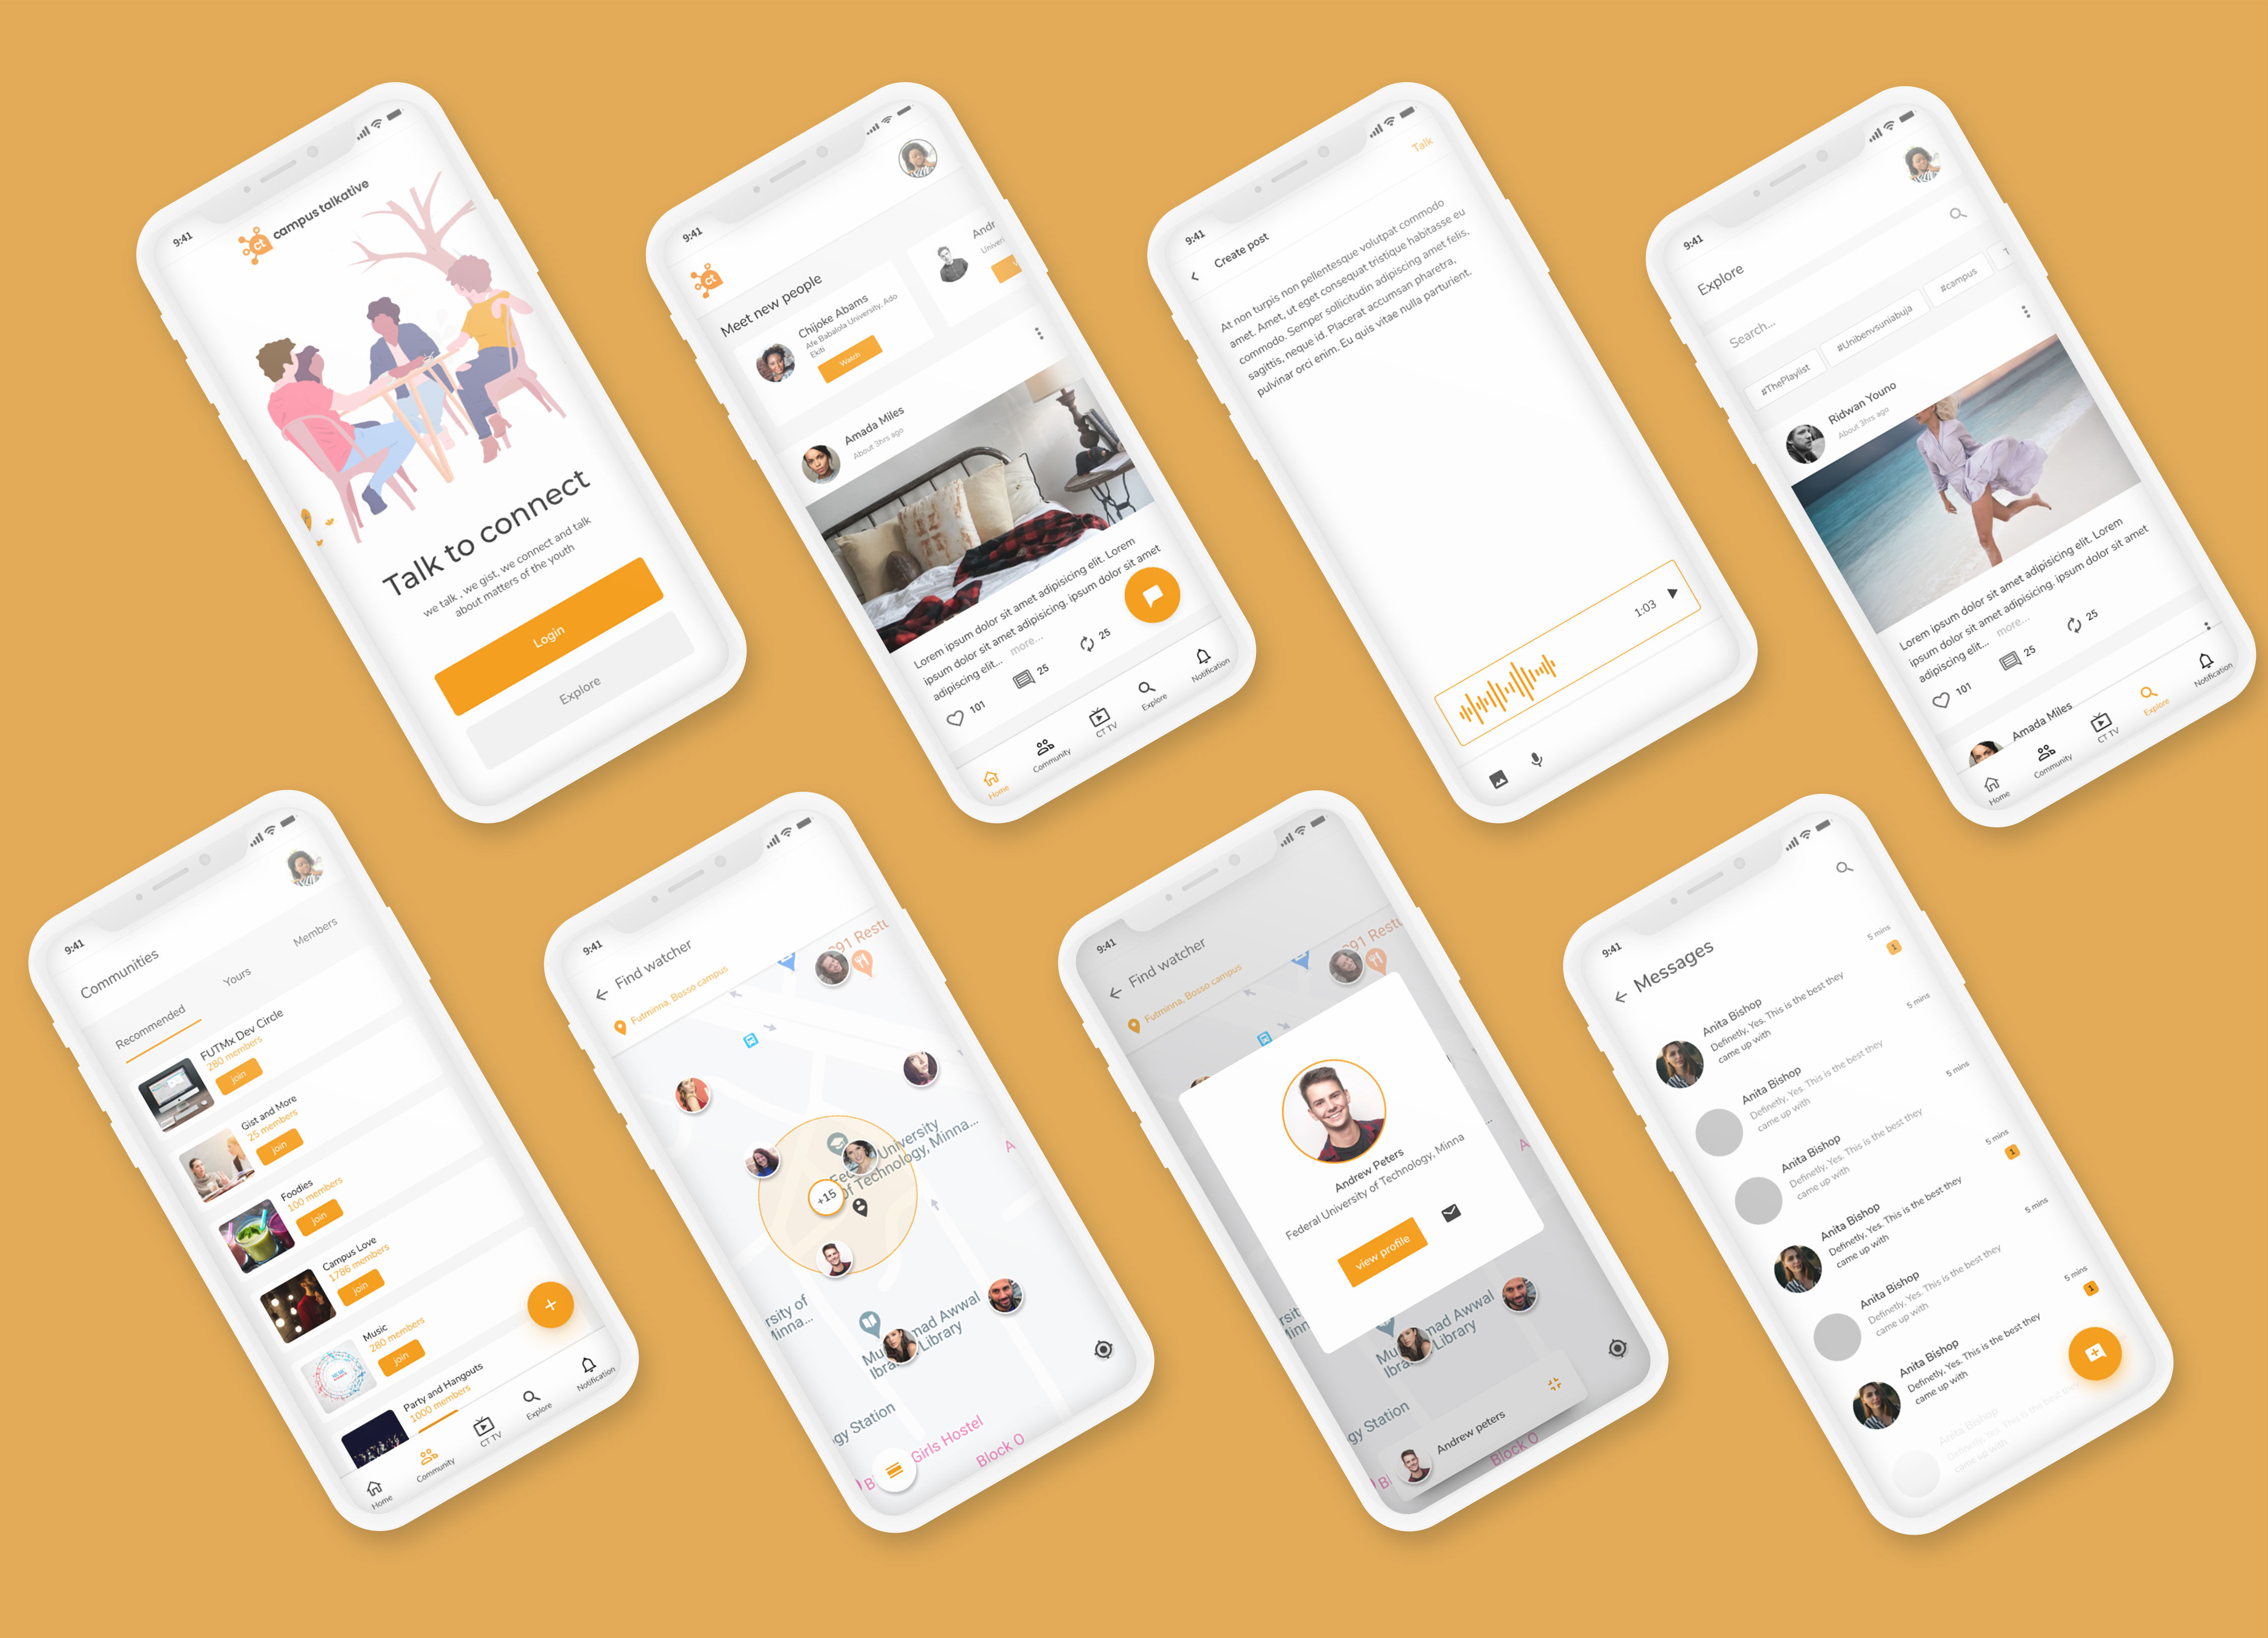 9:41
ct
campus talkative
Talk to connect
we talk , we gist, we connect and talk
about matters of the youth
Login
Explore
9:41
ct
Meet new people
Chijoke Abams
Afe Babalola University, Ado
Ekiti
Watch
Andr
Univeri
Amada Miles
About 3hrs ago
Lorem ipsum dolor sit amet adipisicing elit. Lorem
ipsum dolor sit amet adipisicing. ipsum dolor sit amet
adipiscing elit... more...
101
25
25
Home
Community
CT TV
Explore
Notification
9:41
Create post
Talk
At non turpis non pellentesque volutpat commodo
amet. Amet, ut eget consequat tristique habitasse eu
commodo. Semper sollicitudin adipiscing amet felis,
sagittis, neque id. Placerat accumsan pharetra,
pulvinar orci enim. Eu quis vitae nulla parturient.
1:03
9:41
Explore
Search...
#ThePlaylist
#Unibenvsuniabuja
#campus
T
Ridwan Youno
About 3hrs ago
Lorem ipsum dolor sit amet adipisicing elit. Lorem
ipsum dolor sit amet adipisicing. ipsum dolor sit amet
adipiscing elit... more...
101
25
25
Amada Miles
Home
Community
CT TV
Explore
Notification
9:41
Communities
Recommended
Yours
Members
FUTMx Dev Circle
280 members
join
Gist and More
25 members
join
Foodies
100 members
join
Campus Love
1786 members
join
Music
280 members
join
Party and Hangouts
1000 members
Home
Community
CT TV
Explore
Notification
9:41
Find watcher
Futminna, Bosso campus
91 Restu
University
of Technology, Minna...
+15
A
rsity of
Minna...
mad Awwal
Library
gy Station
Girls Hostel
Block O
9:41
Find watcher
Futminna, Bosso campus
91 Restu
Andrew Peters
Federal University of Technology, Minna
view profile
...
A
mad Awwal
Library
gy Station
Andrew peters
Block O
9:41
Messages
Anita Bishop
Definetly, Yes. This is the best they
came up with
5 mins
1
Anita Bishop
Definetly, Yes. This is the best they
came up with
5 mins
Anita Bishop
Definetly, Yes. This is the best they
came up with
5 mins
Anita Bishop
Definetly, Yes. This is the best they
came up with
5 mins
1
Anita Bishop
Definetly, Yes. This is the best they
came up with
5 mins
Anita Bishop
Definetly, Yes. This is the best they
came up with
5 mins
1
Anita Bishop
Definetly, Yes. This is the best they
came up with